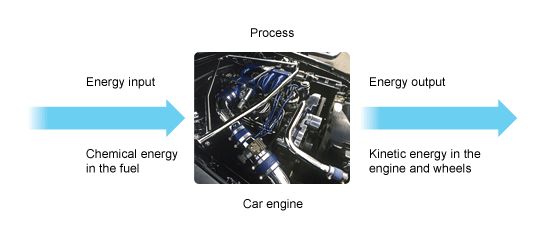 Process
Energy input
Energy output
Chemical energy
in the fuel
Kinetic energy in the
engine and wheels
Car engine